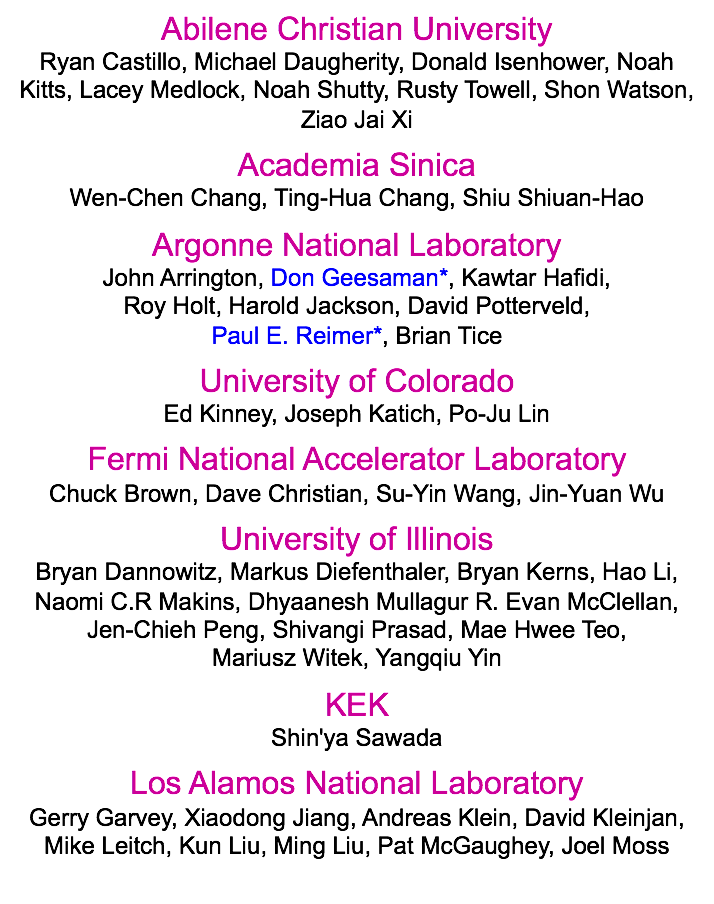 Abilene Christian University
Ryan Castillo, Michael Daugherity, Donald Isenhower, Noah
Kitts, Lacey Medlock, Noah Shutty, Rusty Towell, Shon Watson,
Ziao Jai Xi
Academia Sinica
Wen-Chen Chang, Ting-Hua Chang, Shiu Shiuan-Hao
Argonne National Laboratory
John Arrington, Don Geesaman*, Kawtar Hafidi,
Roy Holt, Harold Jackson, David Potterveld,
Paul E. Reimer*, Brian Tice
University of Colorado
Ed Kinney, Joseph Katich, Po-Ju Lin
Fermi National Accelerator Laboratory
Chuck Brown, Dave Christian, Su-Yin Wang, Jin-Yuan Wu
University of Illinois
Bryan Dannowitz, Markus Diefenthaler, Bryan Kerns, Hao Li,
Naomi C.R Makins, Dhyaanesh Mullagur R. Evan McClellan,
Jen-Chieh Peng, Shivangi Prasad, Mae Hwee Teo,
Mariusz Witek, Yangqiu Yin
KEK
Shin'ya Sawada
Los Alamos National Laboratory
Gerry Garvey, Xiaodong Jiang, Andreas Klein, David Kleinjan,
Mike Leitch, Kun Liu, Ming Liu, Pat McGaughey, Joel Moss